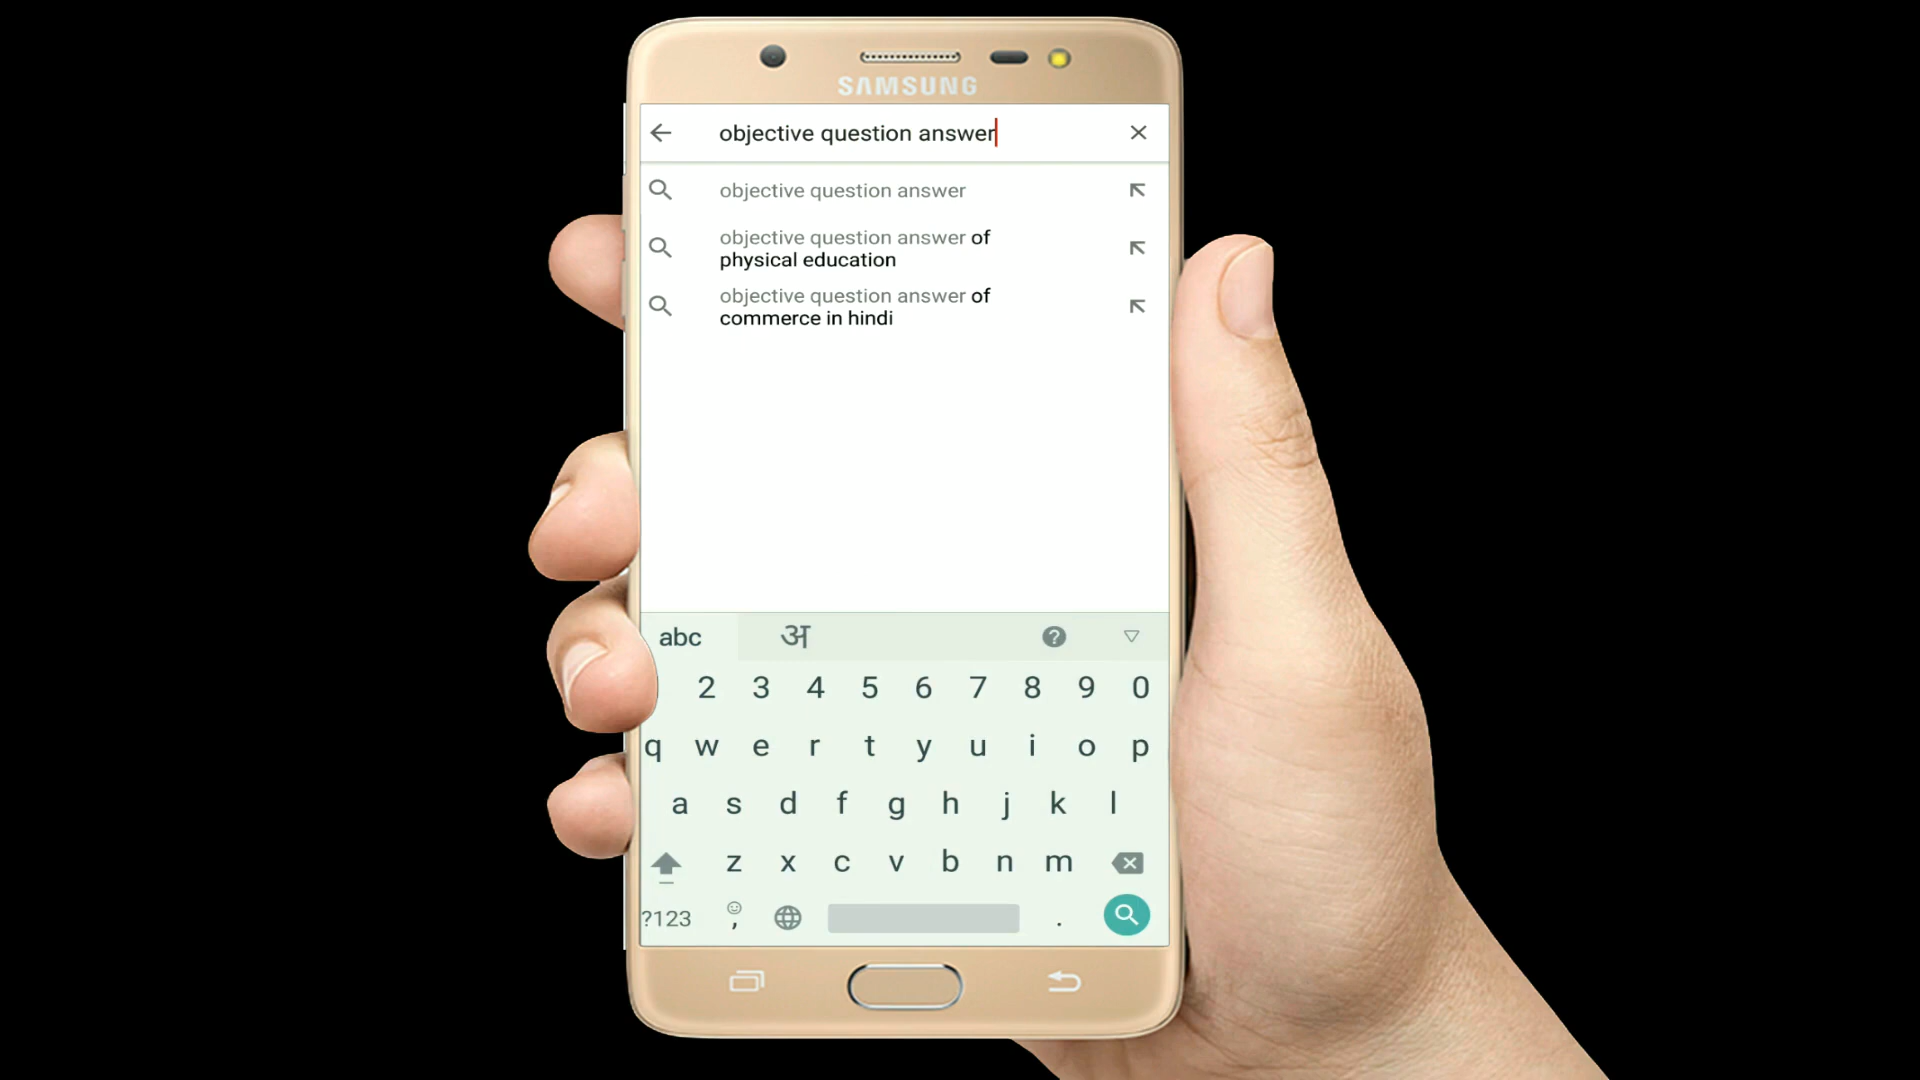 SAMSUNG
objective question answer
objective question answer
objective question answer of
physical education
objective question answer of
commerce in hindi
abc अ ?
2 3 4 5 6 7 8 9 0
q w e r t y u i o p
a s d f g h j k l
z x c v b n m
?123 , .